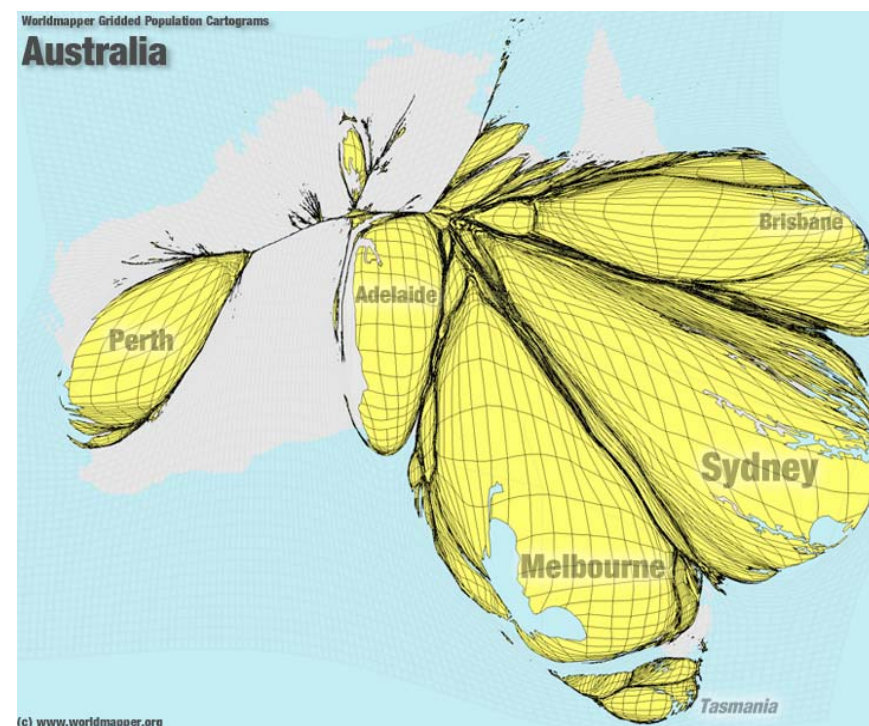 Worldmapper Gridded Population Cartograms
Australia
Brisbane
Adelaide
Perth
Sydney
Melbourne
Tasmania
(c) www.worldmapper.org